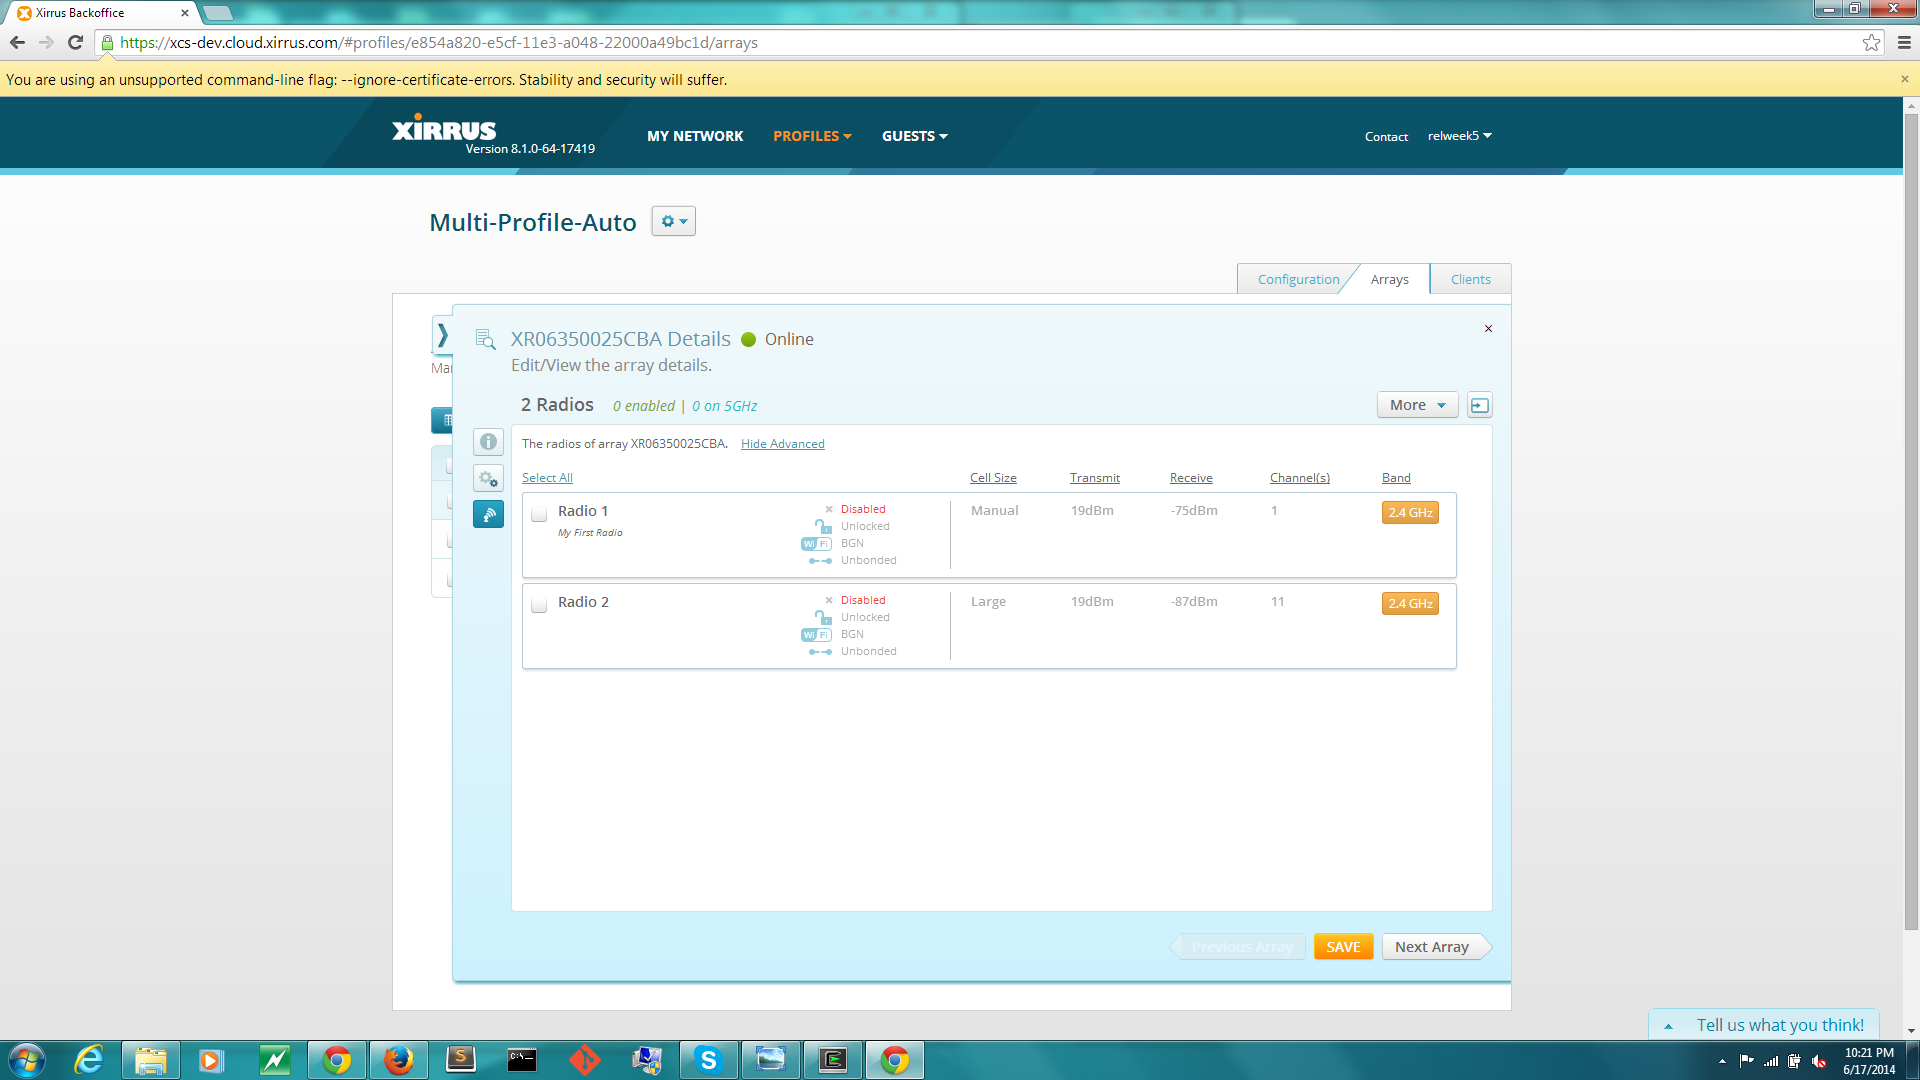 Xirrus Backoffice
https://xcs-dev.cloud.xirrus.com/#profiles/e854a820-e5cf-11e3-a048-22000a49bc1d/arrays
You are using an unsupported command-line flag: --ignore-certificate-errors. Stability and security will suffer.
XIRRUS
Version 8.1.0-64-17419
MY NETWORK
PROFILES
GUESTS
Contact
relweek5
Multi-Profile-Auto
Configuration
Arrays
Clients
XR06350025CBA Details
Online
Edit/View the array details.
2 Radios
0 enabled | 0 on 5GHz
More
The radios of array XR06350025CBA.
Hide Advanced
Select All
Cell Size
Transmit
Receive
Channel(s)
Band
Radio 1
My First Radio
Disabled
Unlocked
Wi Fi BGN
Unbonded
Manual
19dBm
-75dBm
1
2.4 GHz
Radio 2
Disabled
Unlocked
Wi Fi BGN
Unbonded
Large
19dBm
-87dBm
11
2.4 GHz
Previous Array
SAVE
Next Array
Tell us what you think!
10:21 PM
6/17/2014